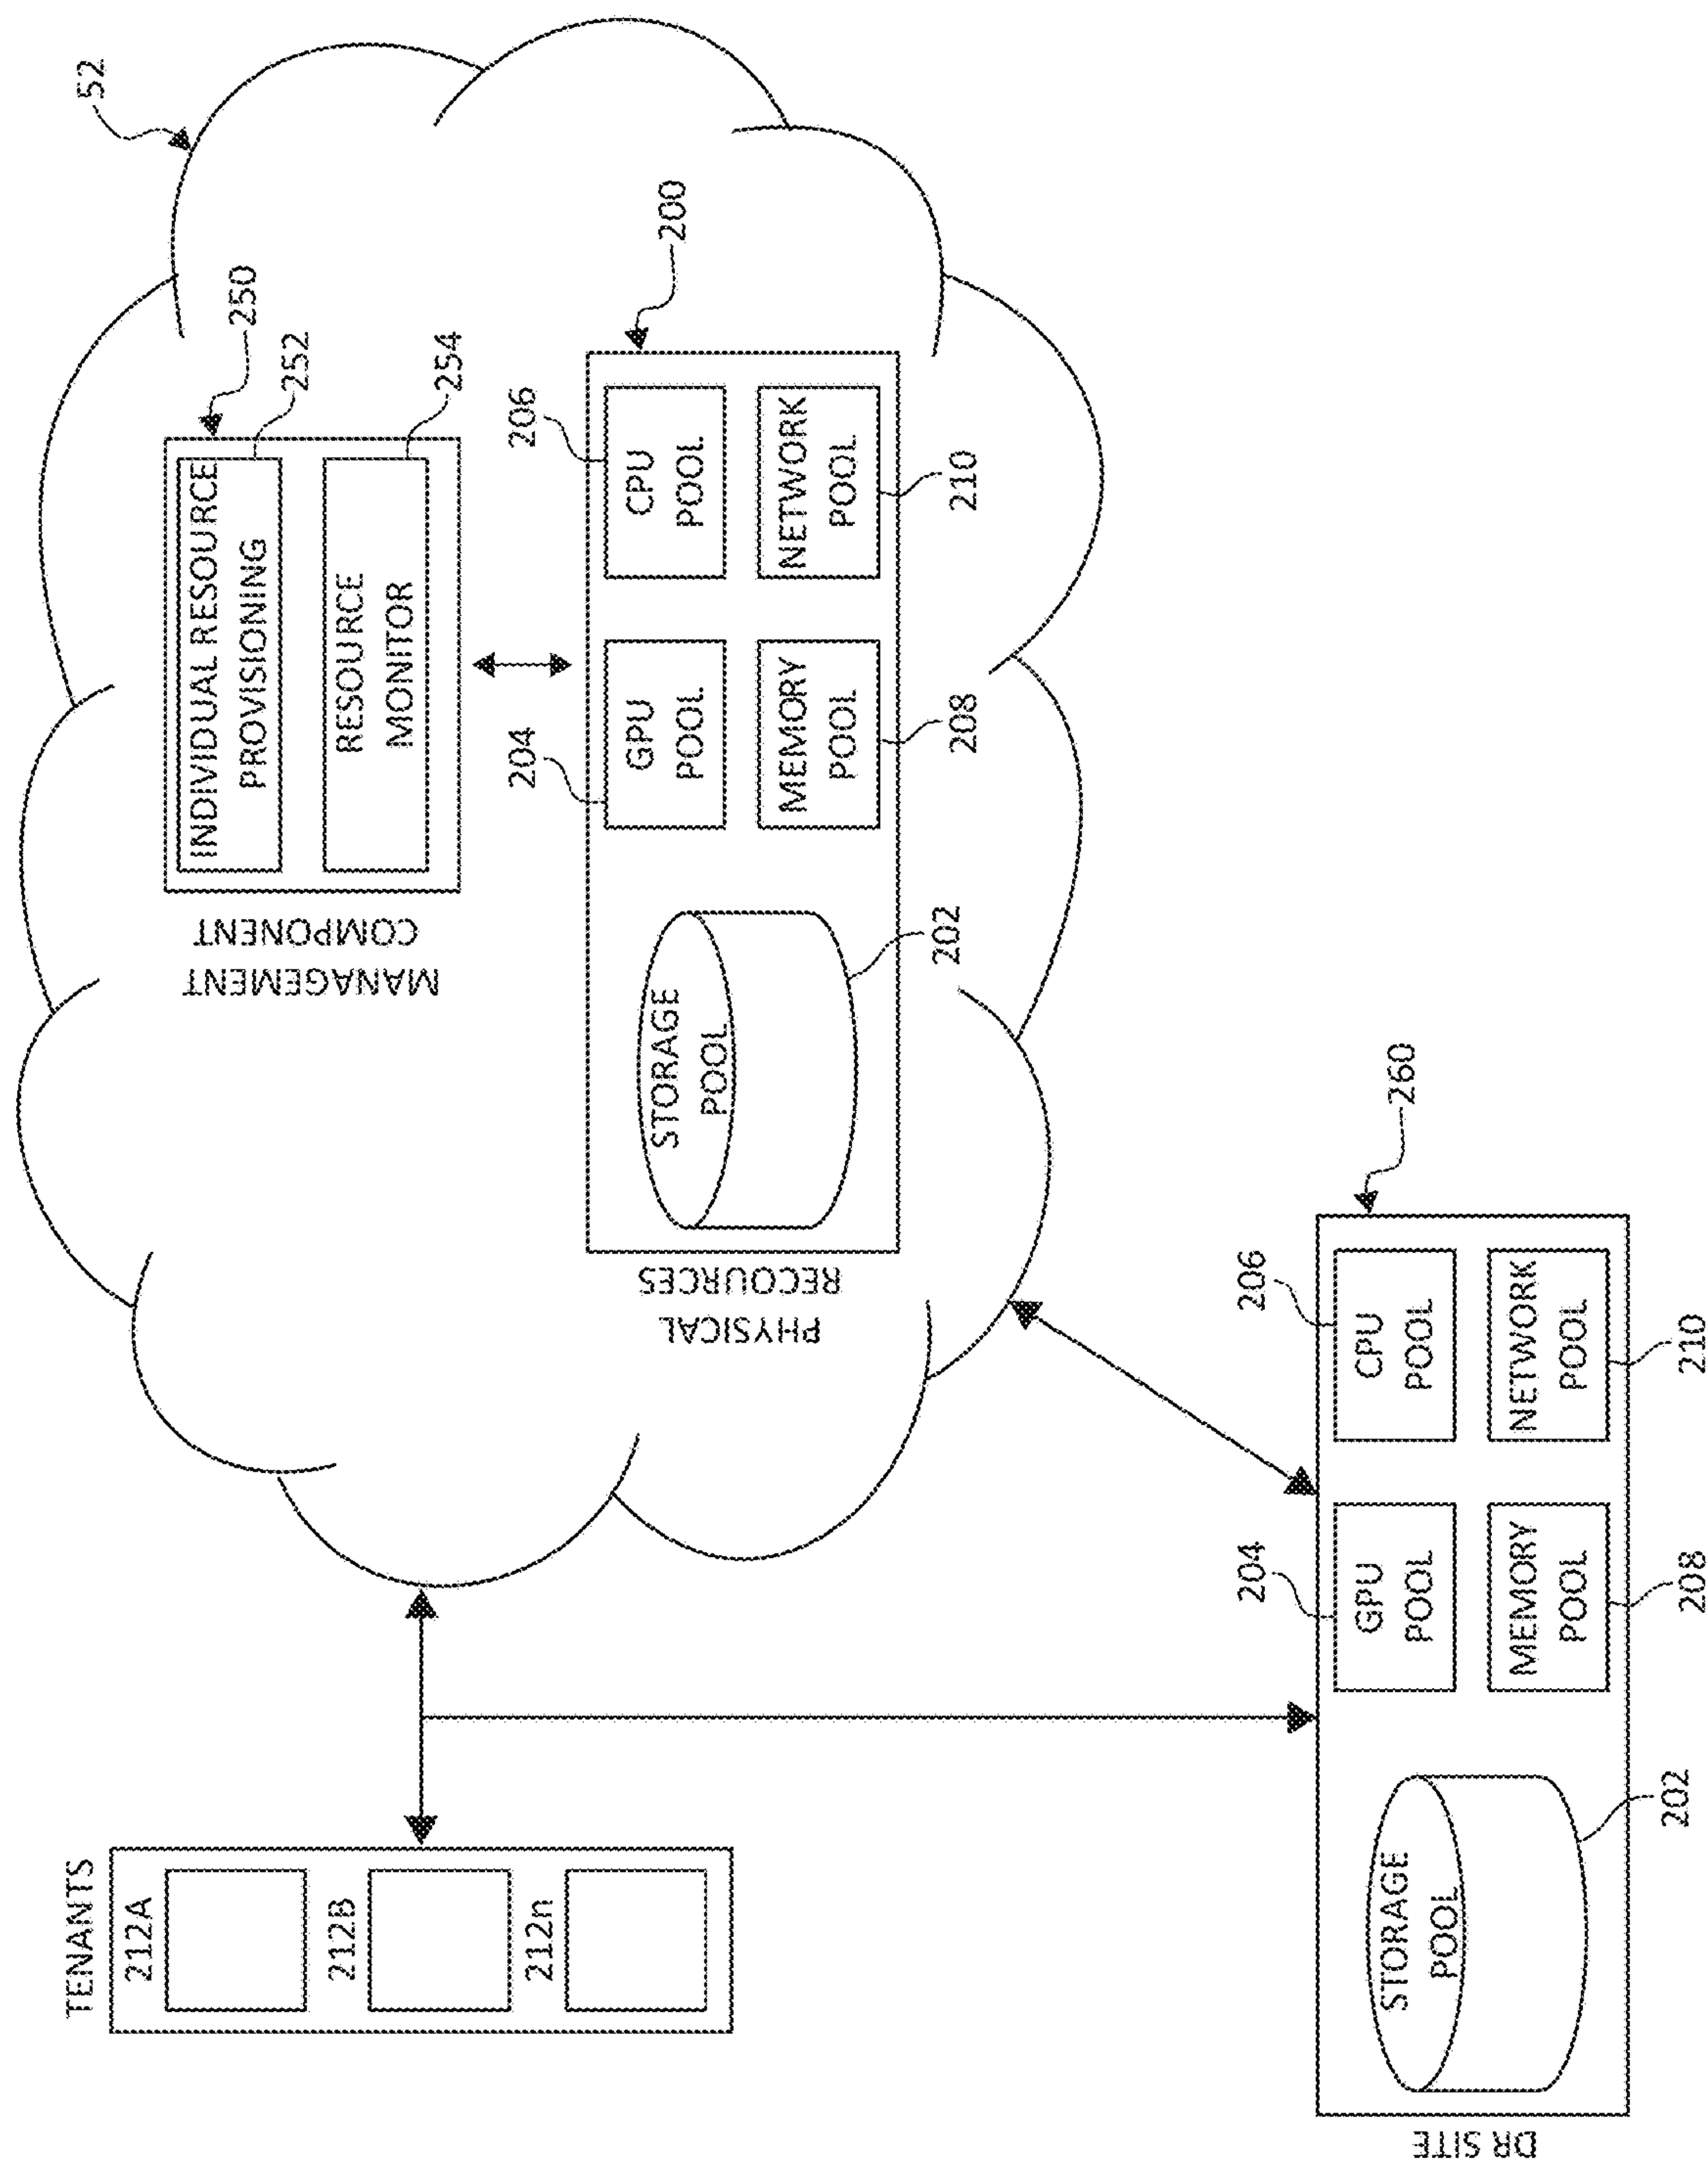 52
250
INDIVIDUAL RESOURCE
PROVISIONING
252
RESOURCE
MONITOR
254
MANAGEMENT
COMPONENT
200
PHYSICAL
RECOURCES
STORAGE
POOL
202
204
GPU
POOL
206
CPU
POOL
MEMORY
POOL
208
NETWORK
POOL
210
TENANTS
212A
212B
212n
260
DR SITE
STORAGE
POOL
202
204
GPU
POOL
206
CPU
POOL
MEMORY
POOL
208
NETWORK
POOL
210